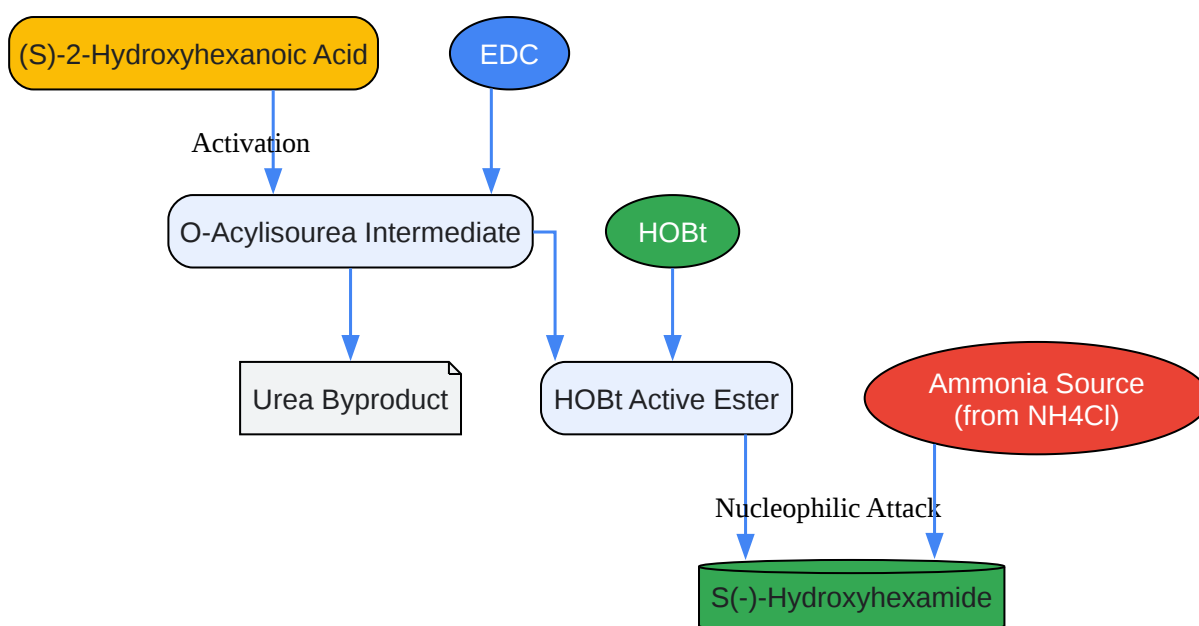 (S)-2-Hydroxyhexanoic Acid
EDC
Activation
O-Acylisourea Intermediate
HOBt
Urea Byproduct
HOBt Active Ester
Ammonia Source
(from NH4Cl)
Nucleophilic Attack
S(-)-Hydroxyhexamide